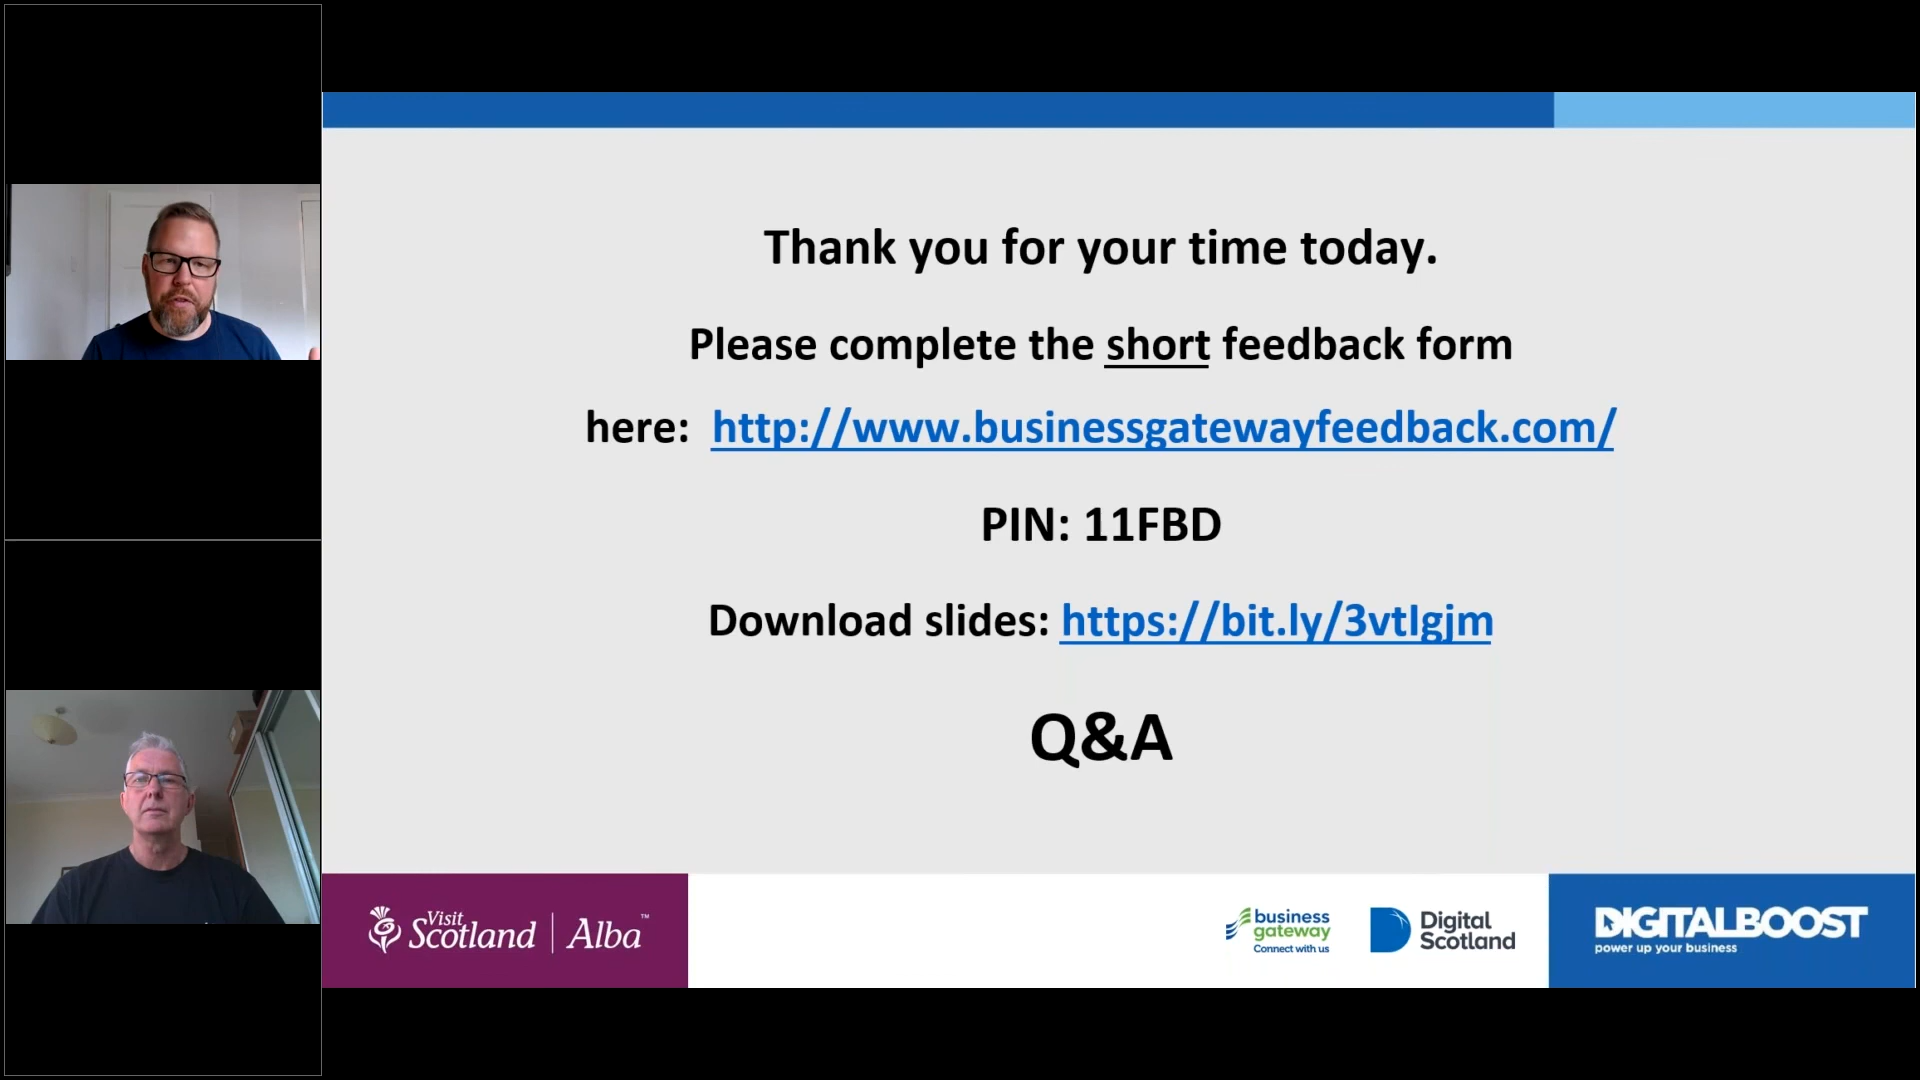 Thank you for your time today.
Please complete the short feedback form
here: http://www.businessgatewayfeedback.com/
PIN: 11FBD
Download slides: https://bit.ly/3vtIgjm
Q&A
Visit
Scotland | Alba™
business
gateway
Connect with us
Digital
Scotland
DIGITALBOOST
power up your business